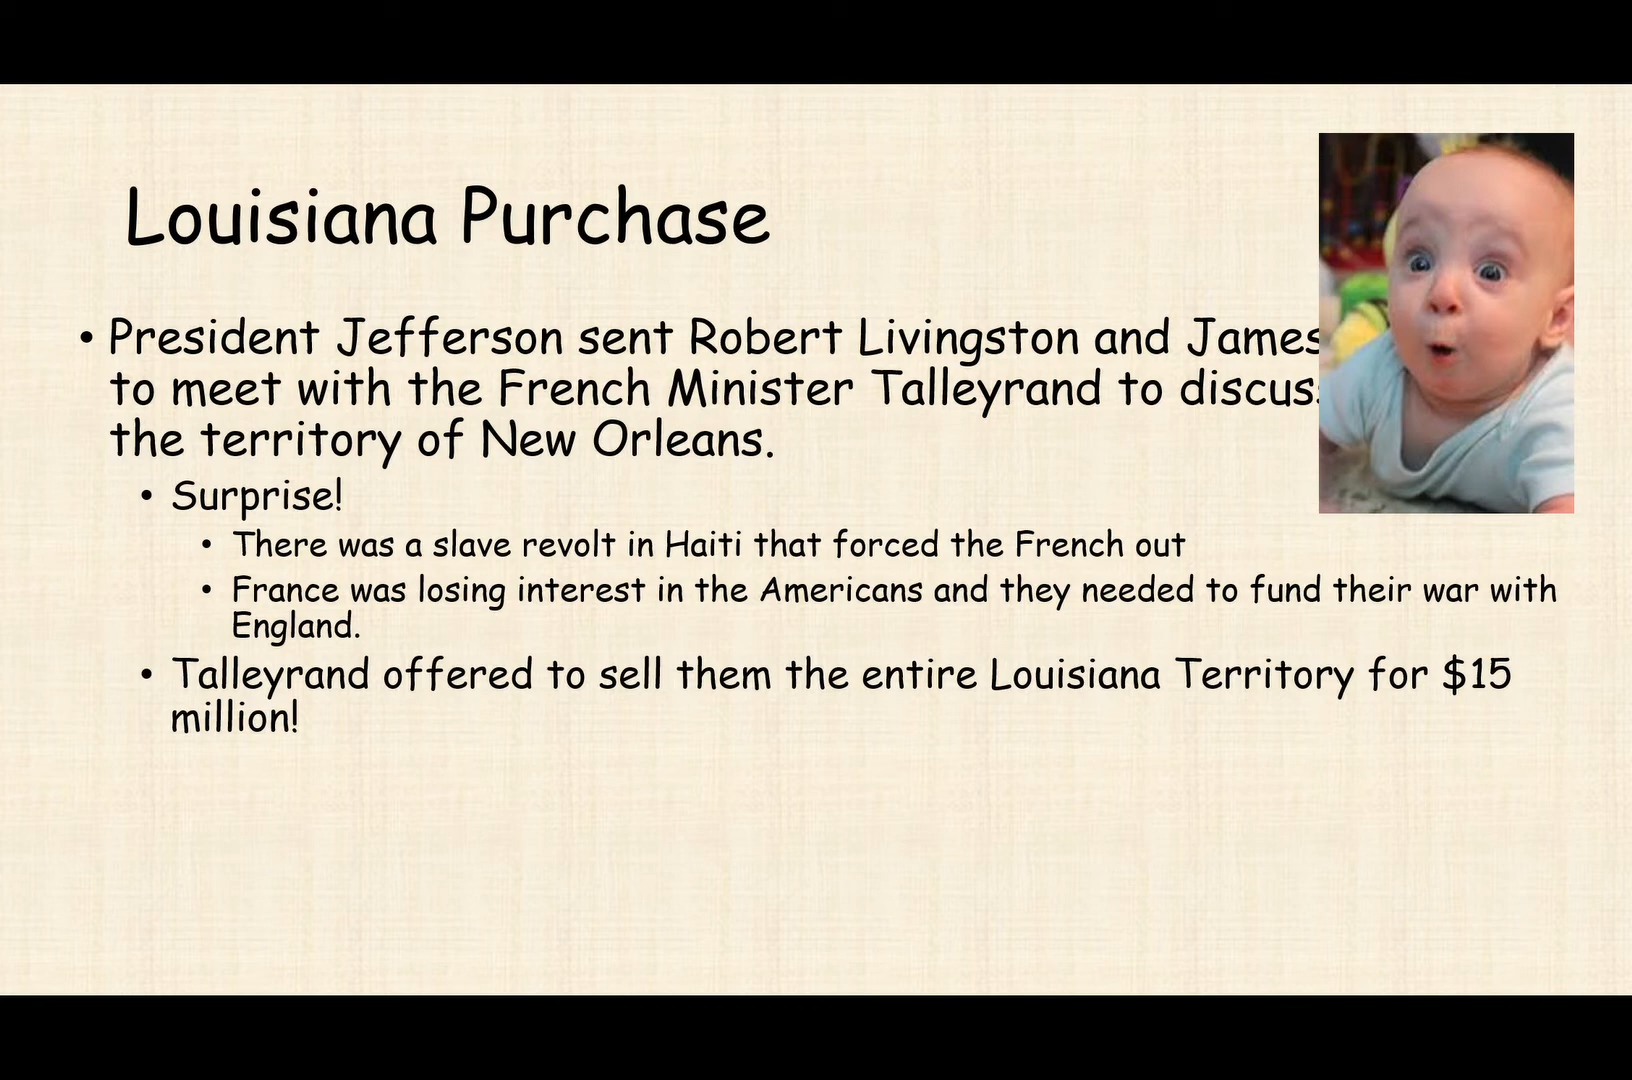 Louisiana Purchase
• President Jefferson sent Robert Livingston and James
to meet with the French Minister Talleyrand to discuss
the territory of New Orleans.
• Surprise!
• There was a slave revolt in Haiti that forced the French out
• France was losing interest in the Americans and they needed to fund their war with
England.
• Talleyrand offered to sell them the entire Louisiana Territory for $15
million!